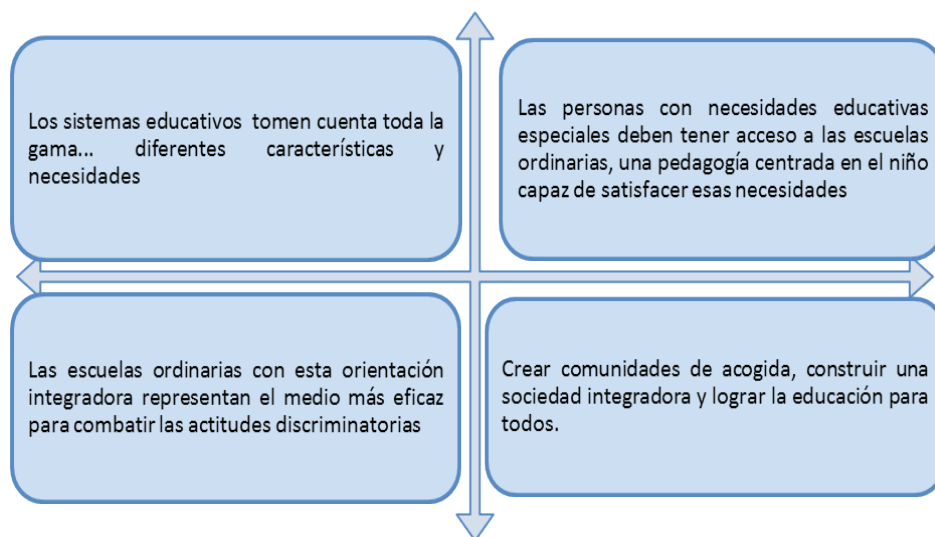 Los sistemas educativos tomen cuenta toda la
gama... diferentes características y
necesidades
Las personas con necesidades educativas
especiales deben tener acceso a las escuelas
ordinarias, una pedagogía centrada en el niño
capaz de satisfacer esas necesidades
Las escuelas ordinarias con esta orientación
integradora representan el medio más eficaz
para combatir las actitudes discriminatorias
Crear comunidades de acogida, construir una
sociedad integradora y lograr la educación para
todos.